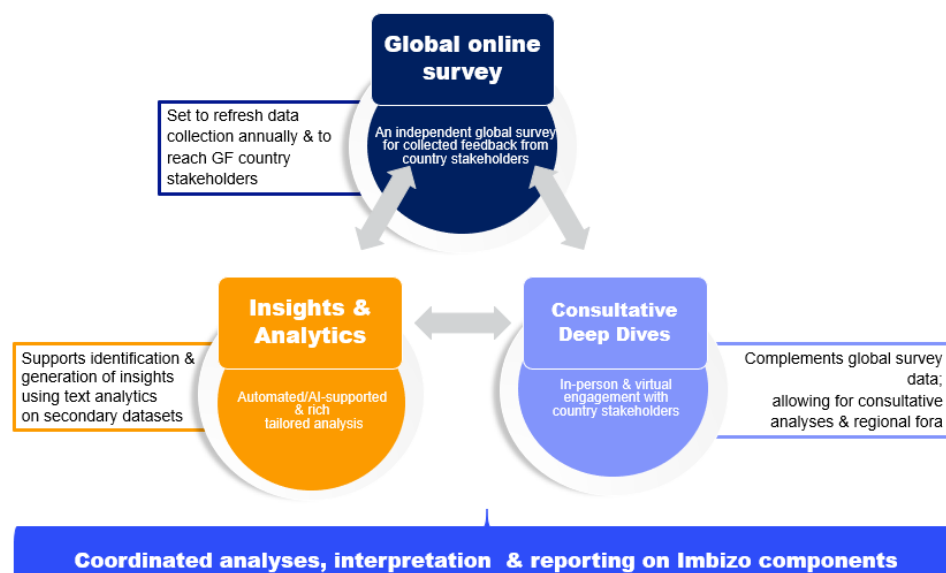 Global online
survey
Set to refresh data
collection annually & to
reach GF country
stakeholders
An independent global survey
for collected feedback from
country stakeholders
Insights &
Analytics
Supports identification &
generation of insights
using text analytics
on secondary datasets
Automated/AI-supported
& rich
tailored analysis
Consultative
Deep Dives
In-person & virtual
engagement with
country stakeholders
Complements global survey
data;
allowing for consultative
analyses & regional fora
Coordinated analyses, interpretation & reporting on Imbizo components